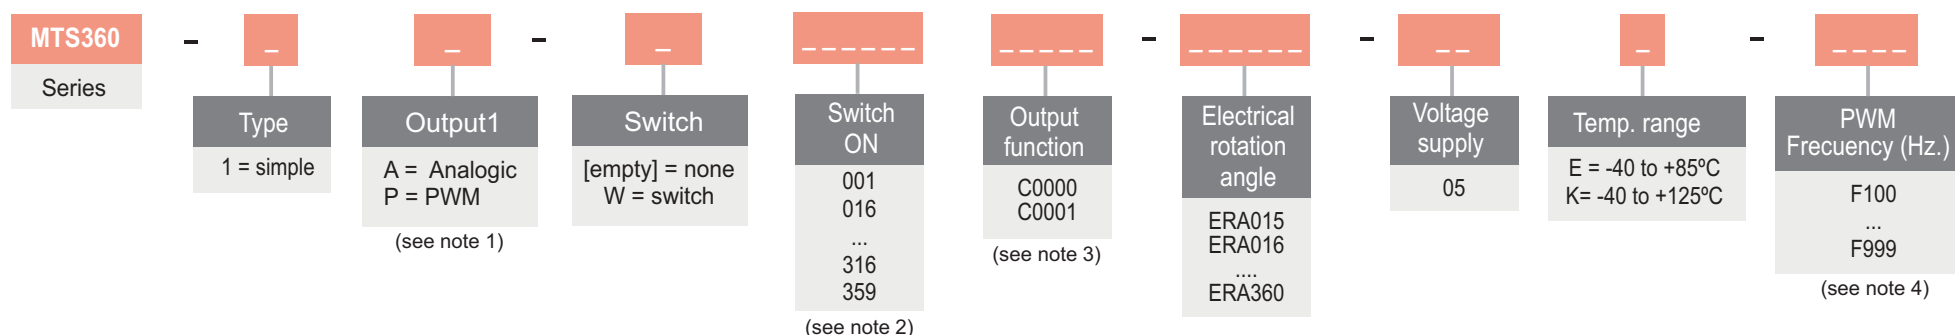 MTS360 - _ _ - _ _ _ _ _ _ _ _ _ _ _ _ - _ _ _ _ _ _ - _ _ _ - _ _ _ _
Series
Type
1 = simple
Output1
A = Analogic
P = PWM
(see note 1)
Switch
[empty] = none
W = switch
Switch
ON
001
016
...
316
359
(see note 2)
Output
function
C0000
C0001
(see note 3)
Electrical
rotation
angle
ERA015
ERA016
....
ERA360
Voltage
supply
05
Temp. range
E = -40 to +85ºC
K= -40 to +125ºC
PWM
Frecuency (Hz.)
F100
...
F999
(see note 4)